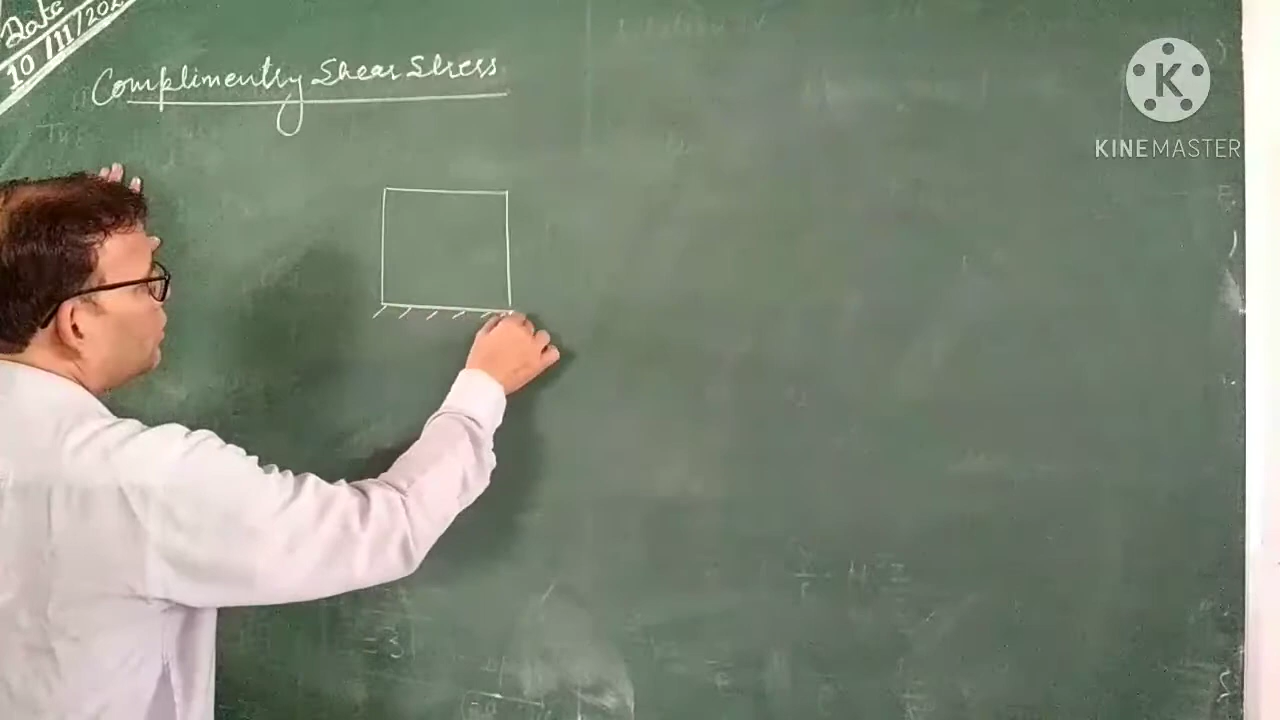 Date
10/11/202
Complimentry Shear Stress
K
KINEMASTER